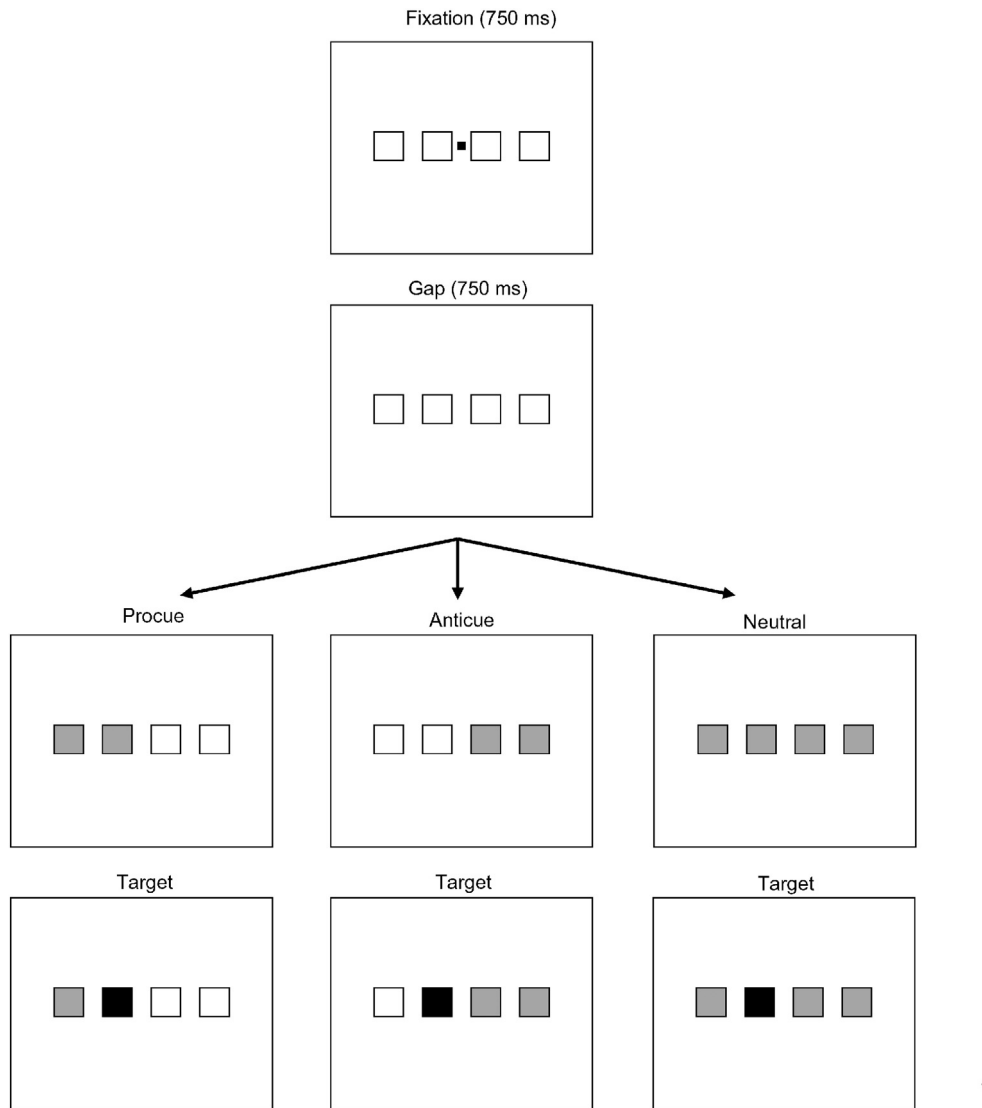 Fixation (750 ms)
Gap (750 ms)
Procue
Anticue
Neutral
Target
Target
Target